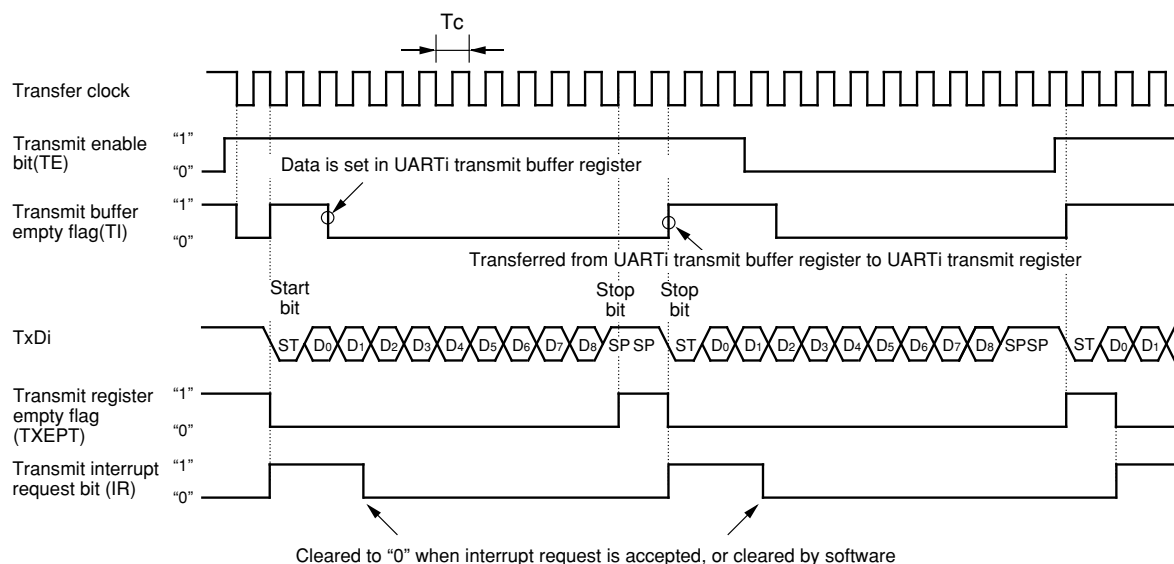 Tc
Transfer clock
Transmit enable
bit(TE)
“1”
“0”
Data is set in UARTi transmit buffer register
Transmit buffer
empty flag(TI)
“1”
“0”
Transferred from UARTi transmit buffer register to UARTi transmit register
Start
bit
Stop
bit
Stop
bit
TxDi
ST D0 D1 D2 D3 D4 D5 D6 D7 D8 SP SP ST D0 D1 D2 D3 D4 D5 D6 D7 D8 SPSP ST D0 D1
Transmit register
empty flag
(TXEPT)
“1”
“0”
Transmit interrupt
request bit (IR)
“1”
“0”
Cleared to “0” when interrupt request is accepted, or cleared by software